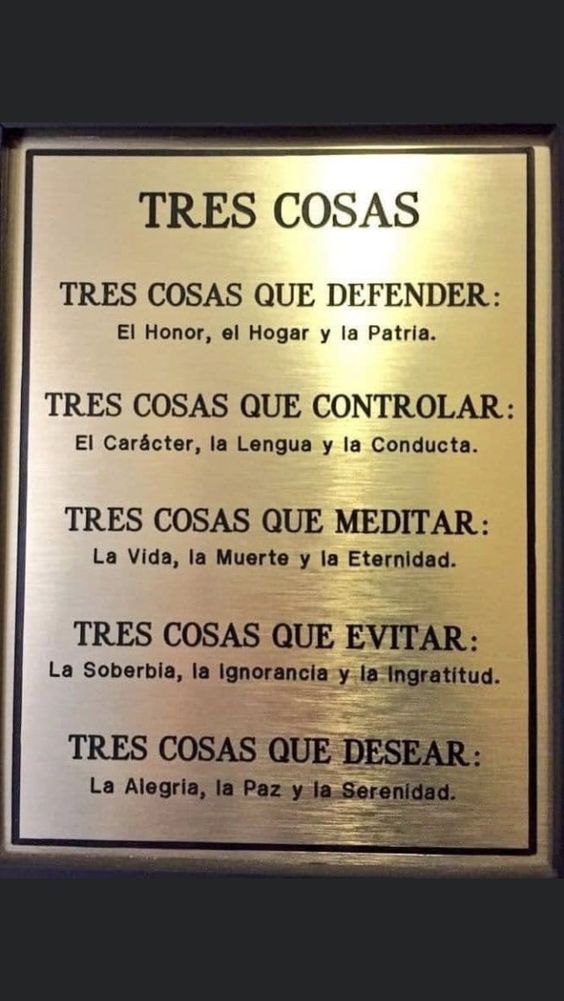 TRES COSAS
TRES COSAS QUE DEFENDER:
El Honor, el Hogar y la Patria.
TRES COSAS QUE CONTROLAR:
El Carácter, la Lengua y la Conducta.
TRES COSAS QUE MEDITAR:
La Vida, la Muerte y la Eternidad.
TRES COSAS QUE EVITAR:
La Soberbia, la Ignorancia y la Ingratitud.
TRES COSAS QUE DESEAR:
La Alegria, la Paz y la Serenidad.